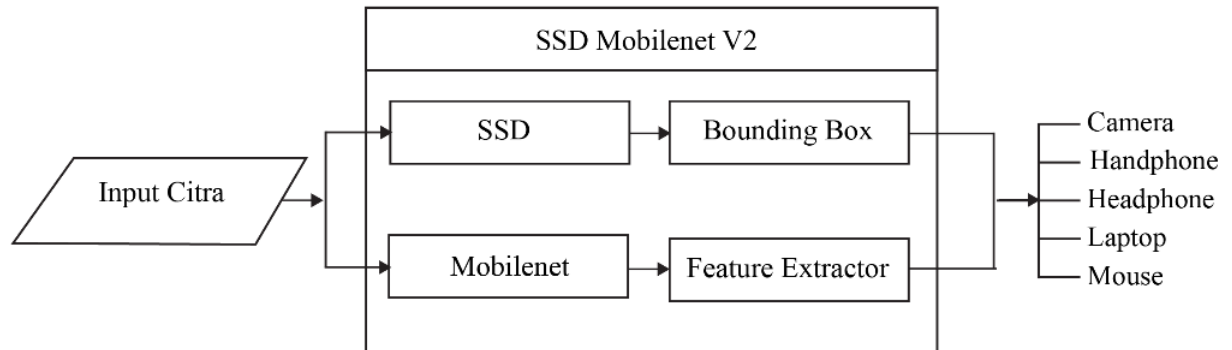 SSD Mobilenet V2
Input Citra
SSD
Bounding Box
Mobilenet
Feature Extractor
Camera
Handphone
Headphone
Laptop
Mouse